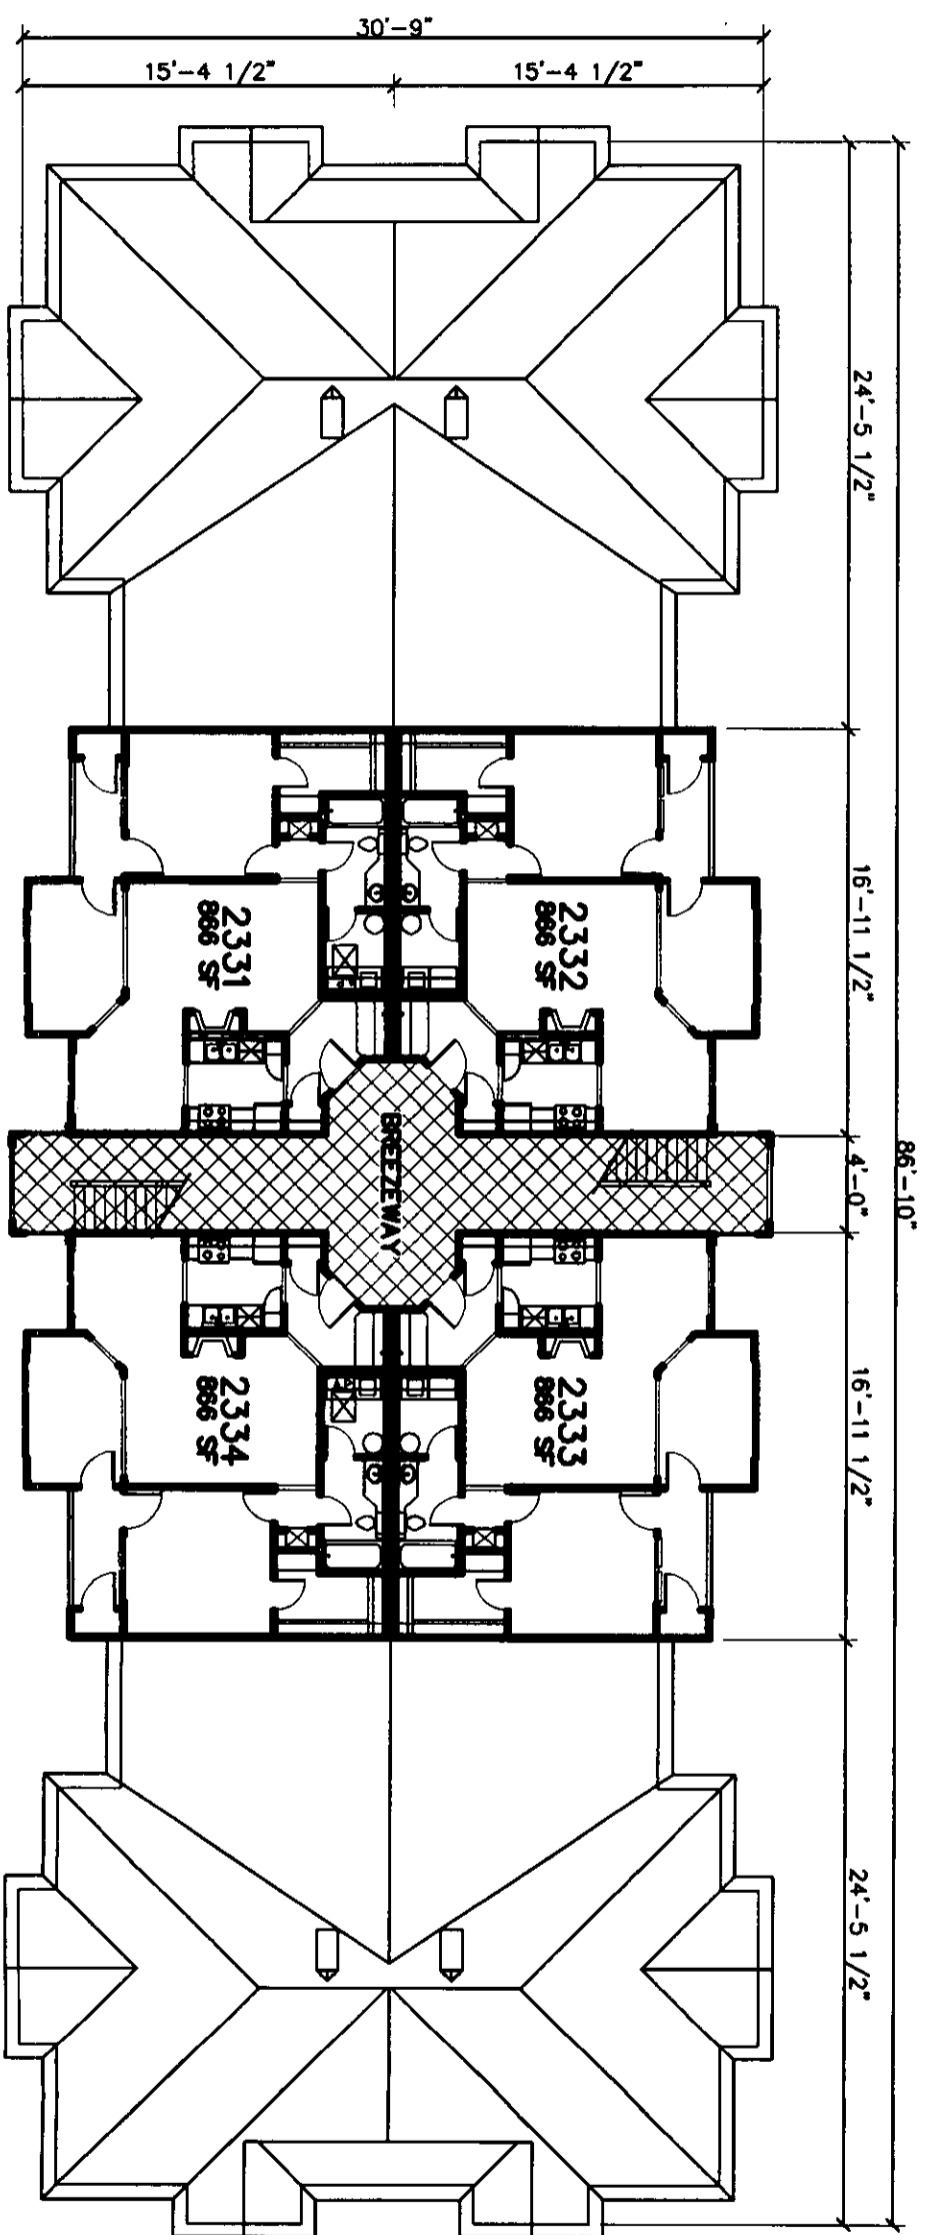 30'-9"
15'-4 1/2"
15'-4 1/2"
24'-5 1/2"
86'-10"
16'-11 1/2"
4'-0"
16'-11 1/2"
24'-5 1/2"
2331
866 SF
2332
866 SF
BREEZEWAY
2334
866 SF
2333
866 SF